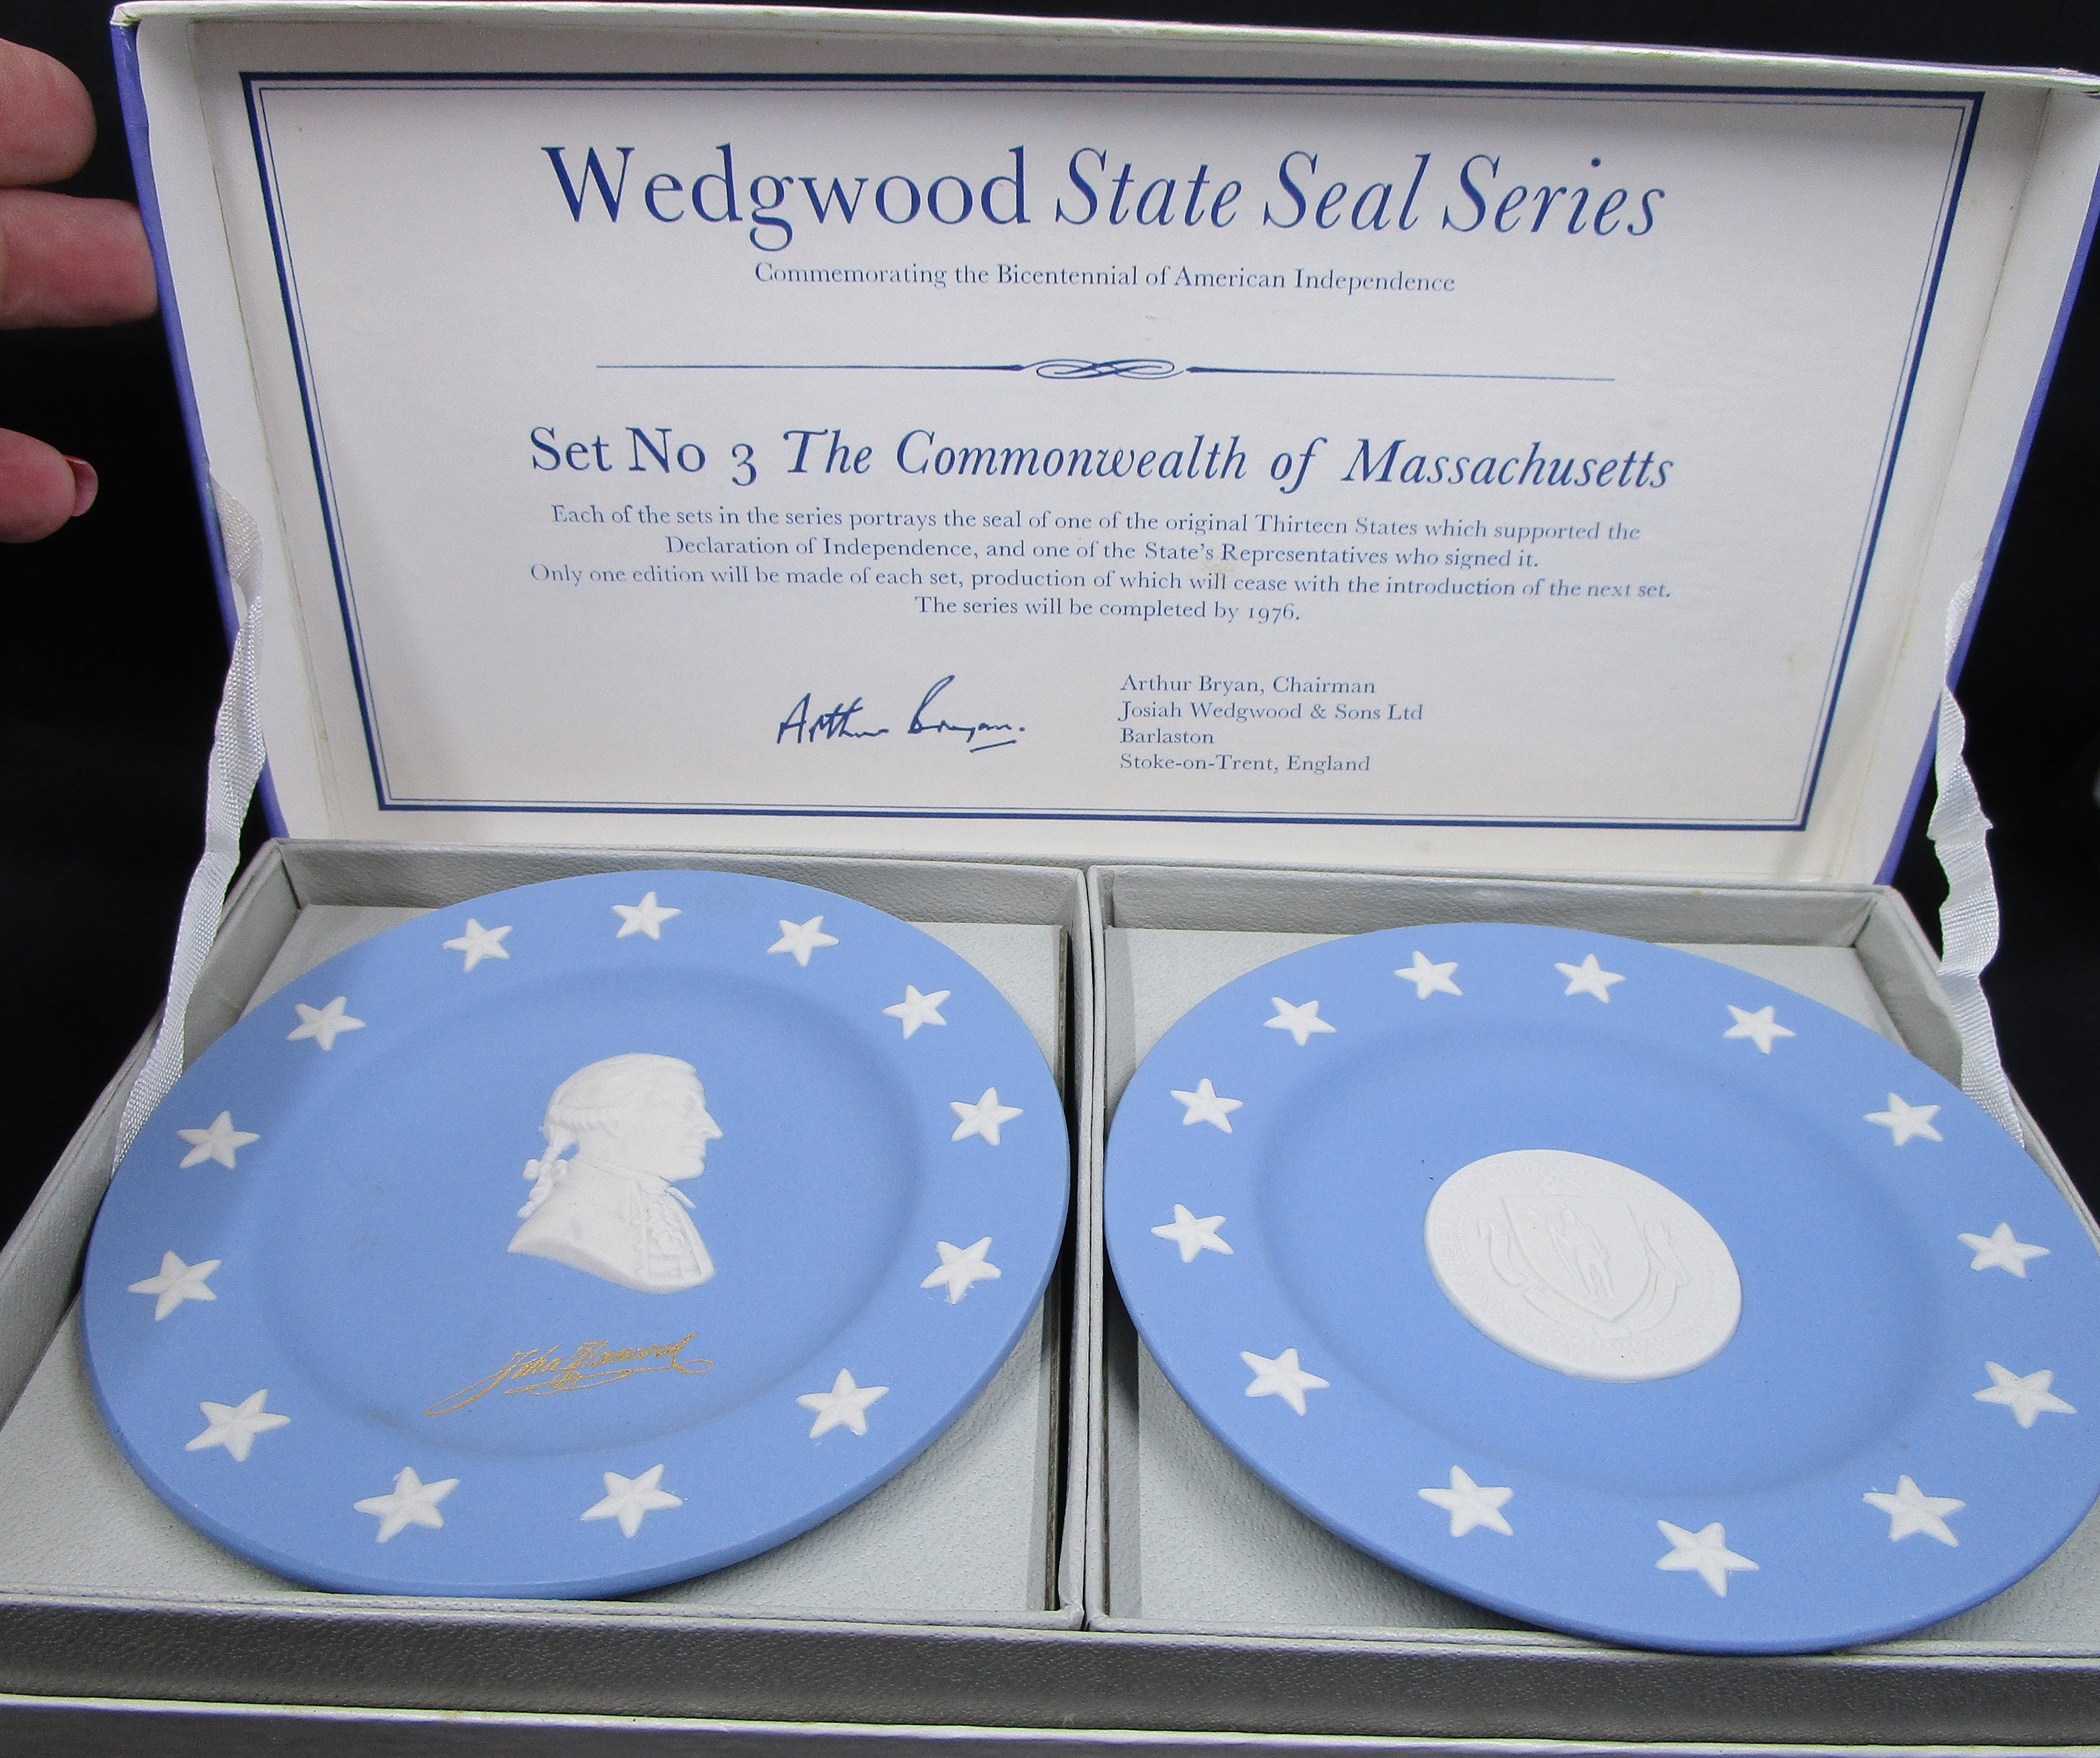 Wedgwood State Seal Series
Commemorating the Bicentennial of American Independence
Set No 3 The Commonwealth of Massachusetts
Each of the sets in the series portrays the seal of one of the original Thirteen States which supported the
Declaration of Independence, and one of the State's Representatives who signed it.
Only one edition will be made of each set, production of which will cease with the introduction of the next set.
The series will be completed by 1976.
Arthur Bryan.
Arthur Bryan, Chairman
Josiah Wedgwood & Sons Ltd
Barlaston
Stoke-on-Trent, England
John Hancock